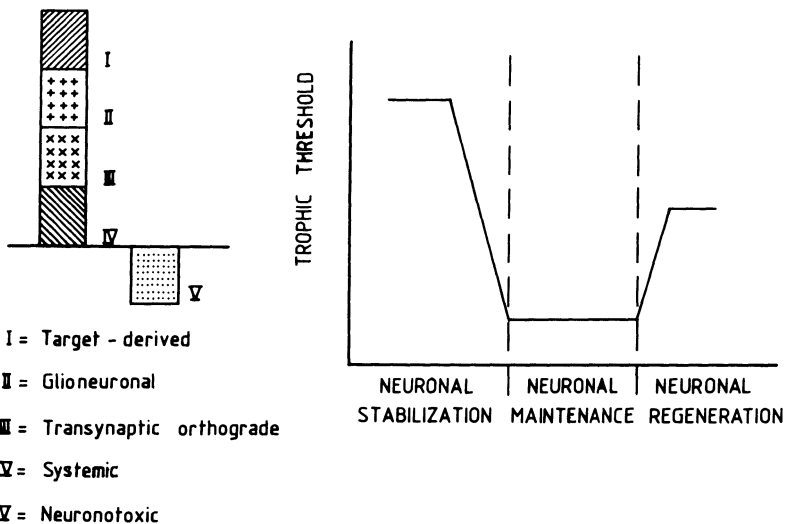 I
II
III
IV
V
I = Target - derived
II = Glioneuronal
III = Transynaptic orthograde
V = Systemic
V = Neuronotoxic
TROPHIC THRESHOLD
NEURONAL STABILIZATION
NEURONAL MAINTENANCE
NEURONAL REGENERATION